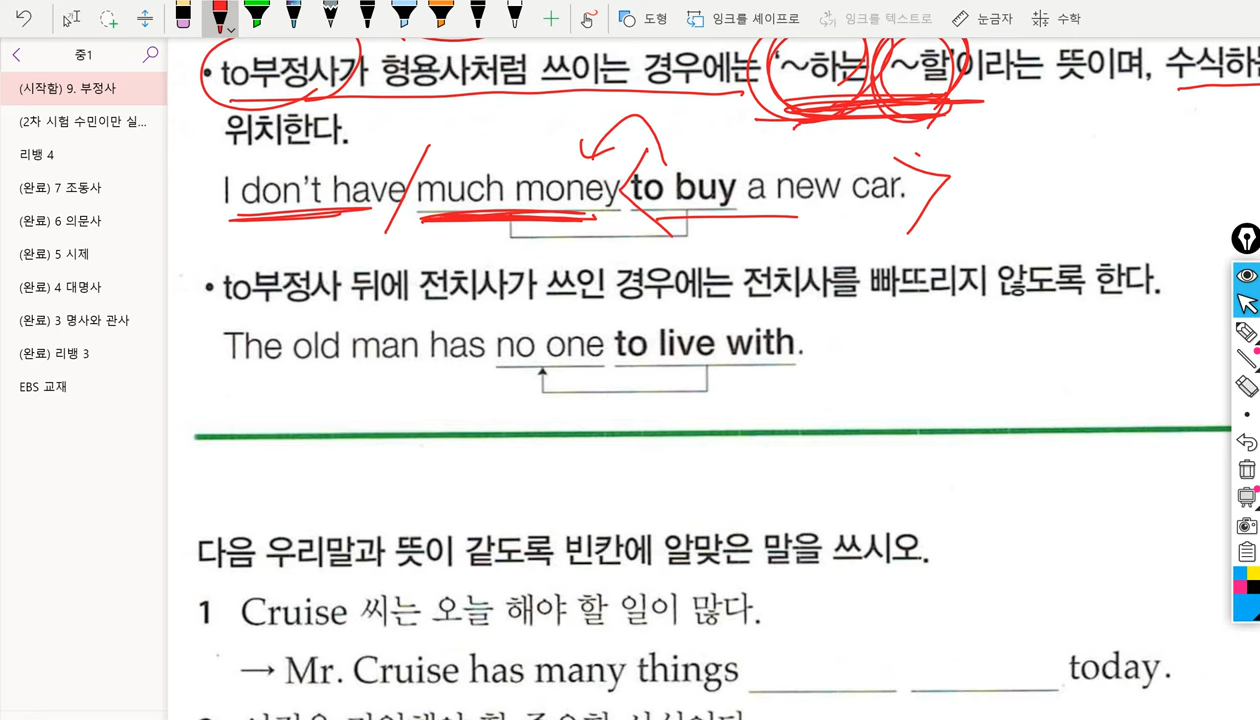 도형
잉크를 셰이프로
잉크를 텍스트로
눈금자
수학
중1
(시작함) 9. 부정사
(2차 시험 수민이만 실...
리뱅 4
(완료) 7 조동사
(완료) 6 의문사
(완료) 5 시제
(완료) 4 대명사
(완료) 3 명사와 관사
(완료) 리뱅 3
EBS 교재
• to부정사가 형용사처럼 쓰이는 경우에는 '~하는 ~할'이라는 뜻이며, 수식하는
위치한다.
I don't have much money to buy a new car.
• to부정사 뒤에 전치사가 쓰인 경우에는 전치사를 빠뜨리지 않도록 한다.
The old man has no one to live with.
다음 우리말과 뜻이 같도록 빈칸에 알맞은 말을 쓰시오.
1 Cruise 씨는 오늘 해야 할 일이 많다.
→ Mr. Cruise has many things ________ ________ today.